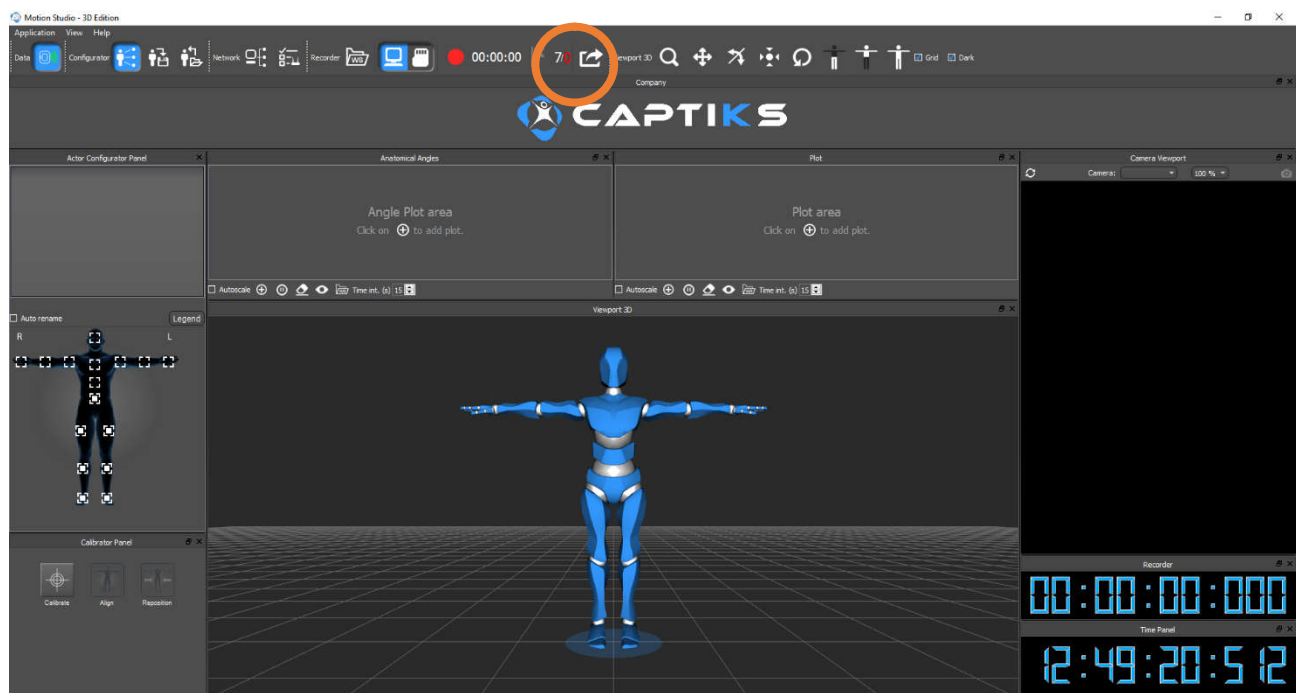 Motion Studio - 3D Edition
Application View Help
Data Configurator Network Recorder WS 00:00:00 7/0 Viewport 3D Grid Dark
Company
CAPTIKS
Actor Configurator Panel
Anatomical Angles
Plot
Camera Viewport
Camera: 100 %
Angle Plot area
Click on to add plot.
Plot area
Click on to add plot.
Autoscale Time int. (s) 15
Autoscale Time int. (s) 15
Viewport 3D
Auto rename Legend
R L
Calibrator Panel
Calibrate Align Reposition
Recorder
00:00:00:000
Time Panel
12:49:20:512